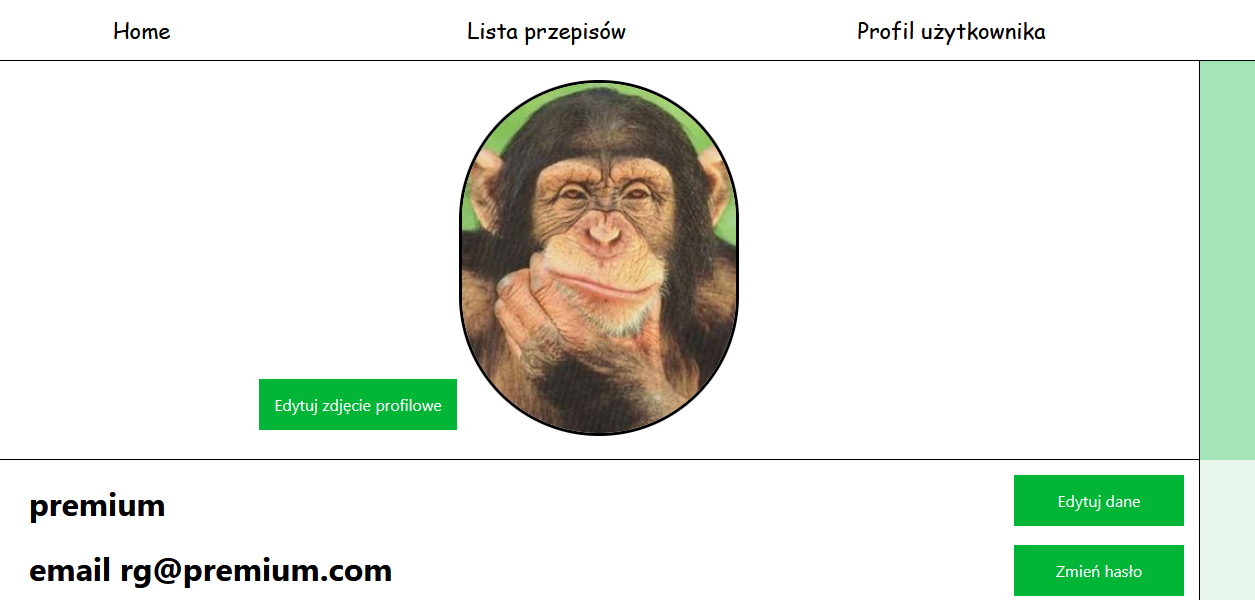 Home
Lista przepisów
Profil użytkownika
Edytuj zdjęcie profilowe
premium
Edytuj dane
email rg@premium.com
Zmień hasło